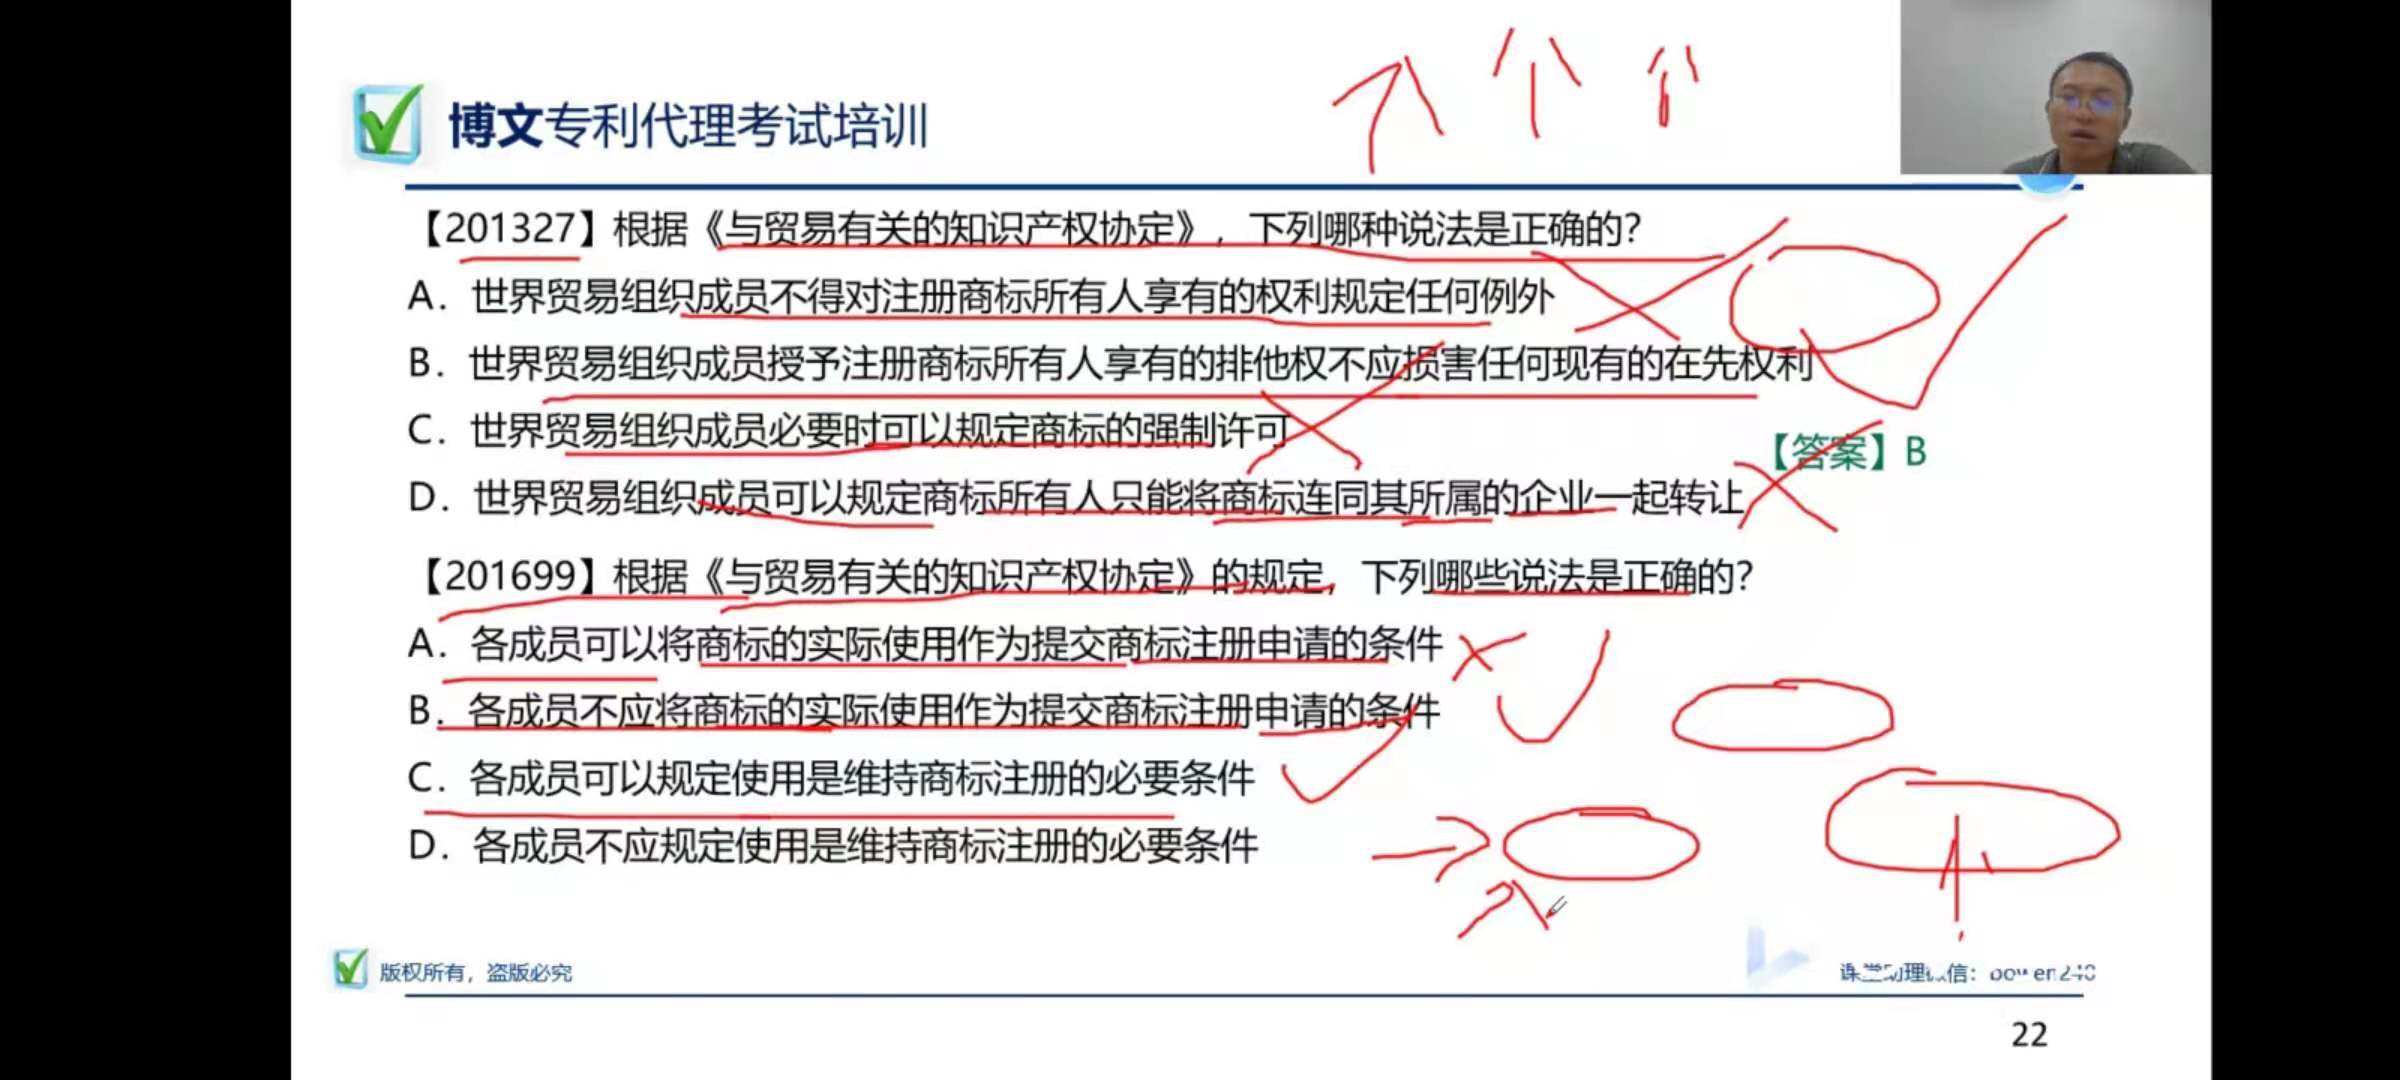 博文专利代理考试培训
【201327】根据《与贸易有关的知识产权协定》，下列哪种说法是正确的?
A. 世界贸易组织成员不得对注册商标所有人享有的权利规定任何例外
B. 世界贸易组织成员授予注册商标所有人享有的排他权不应损害任何现有的在先权利
C. 世界贸易组织成员必要时可以规定商标的强制许可
【答案】B
D. 世界贸易组织成员可以规定商标所有人只能将商标连同其所属的企业一起转让
【201699】根据《与贸易有关的知识产权协定》的规定，下列哪些说法是正确的?
A. 各成员可以将商标的实际使用作为提交商标注册申请的条件
B. 各成员不应将商标的实际使用作为提交商标注册申请的条件
C. 各成员可以规定使用是维持商标注册的必要条件
D. 各成员不应规定使用是维持商标注册的必要条件
版权所有，盗版必究
22